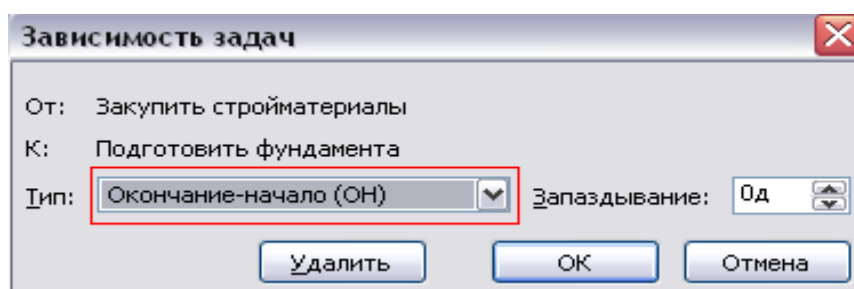 Зависимость задач
От: Закупить стройматериалы
К: Подготовить фундамента
Тип: Окончание-начало (ОН) Запаздывание: 0д
Удалить ОК Отмена